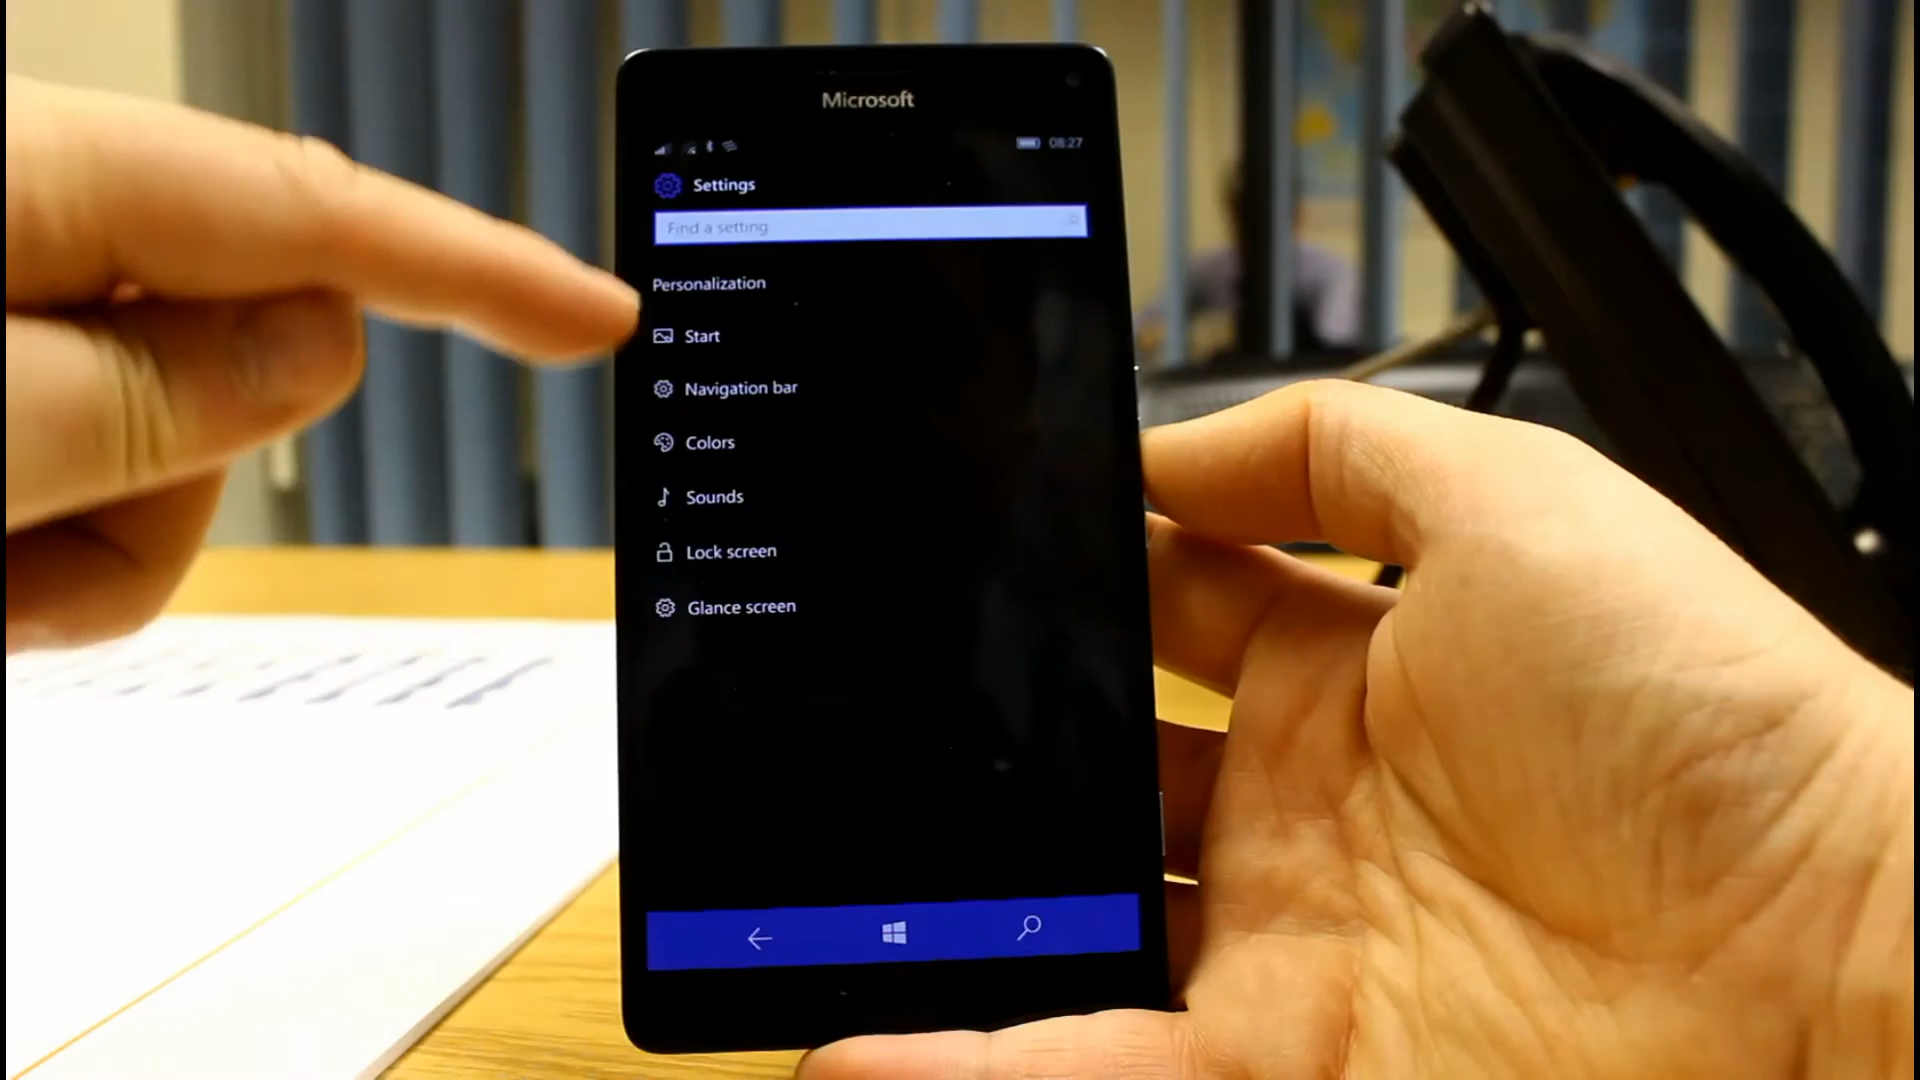 Microsoft
08:27
Settings
Find a setting
Personalization
Start
Navigation bar
Colors
Sounds
Lock screen
Glance screen